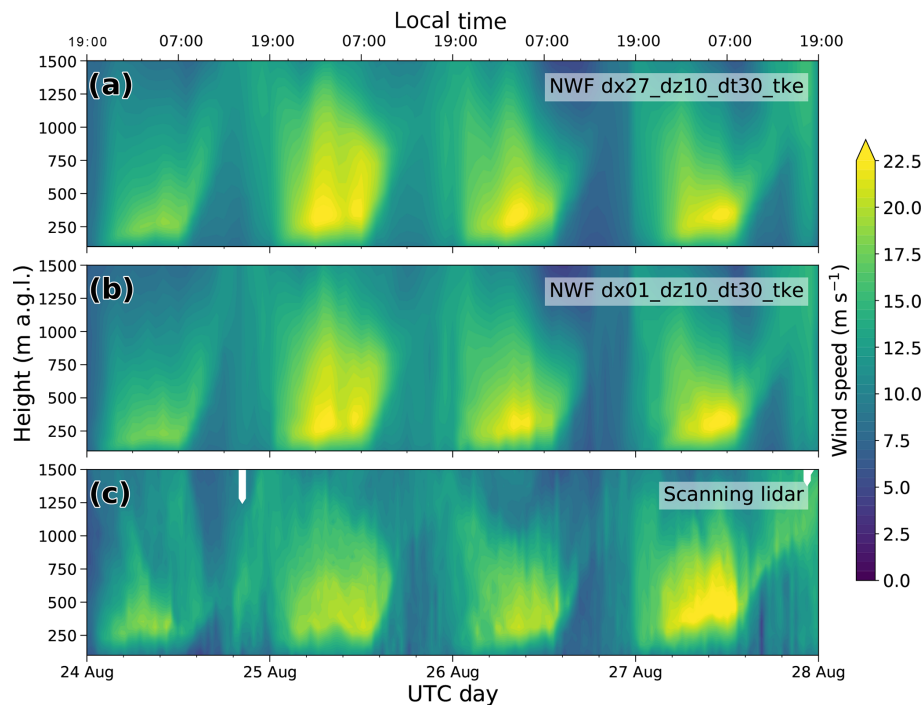 Local time
19:00 07:00 19:00 07:00 19:00 07:00 19:00 07:00 19:00
(a)
NWF dx27_dz10_dt30_tke
1500
1250
1000
750
500
250
(b)
NWF dx01_dz10_dt30_tke
1500
1250
1000
750
500
250
(c)
Scanning lidar
1500
1250
1000
750
500
250
Height (m a.g.l.)
24 Aug 25 Aug 26 Aug 27 Aug 28 Aug
UTC day
22.5
20.0
17.5
15.0
12.5
10.0
7.5
5.0
2.5
0.0
Wind speed (m s⁻¹)